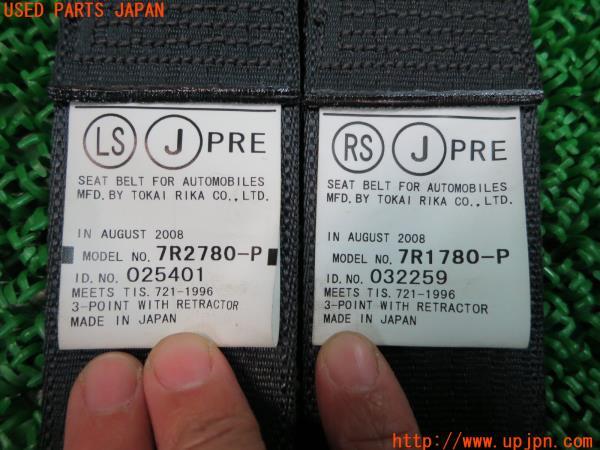 USED PARTS JAPAN
LS J PRE
SEAT BELT FOR AUTOMOBILES
MFD. BY TOKAI RIKA CO., LTD.
IN AUGUST 2008
MODEL NO. 7R2780-P
ID. NO. 025401
MEETS TIS. 721-1996
3-POINT WITH RETRACTOR
MADE IN JAPAN
RS J PRE
SEAT BELT FOR AUTOMOBILES
MFD. BY TOKAI RIKA CO., LTD.
IN AUGUST 2008
MODEL NO. 7R1780-P
ID. NO. 032259
MEETS TIS. 721-1996
3-POINT WITH RETRACTOR
MADE IN JAPAN
http://www.upjpn.com/